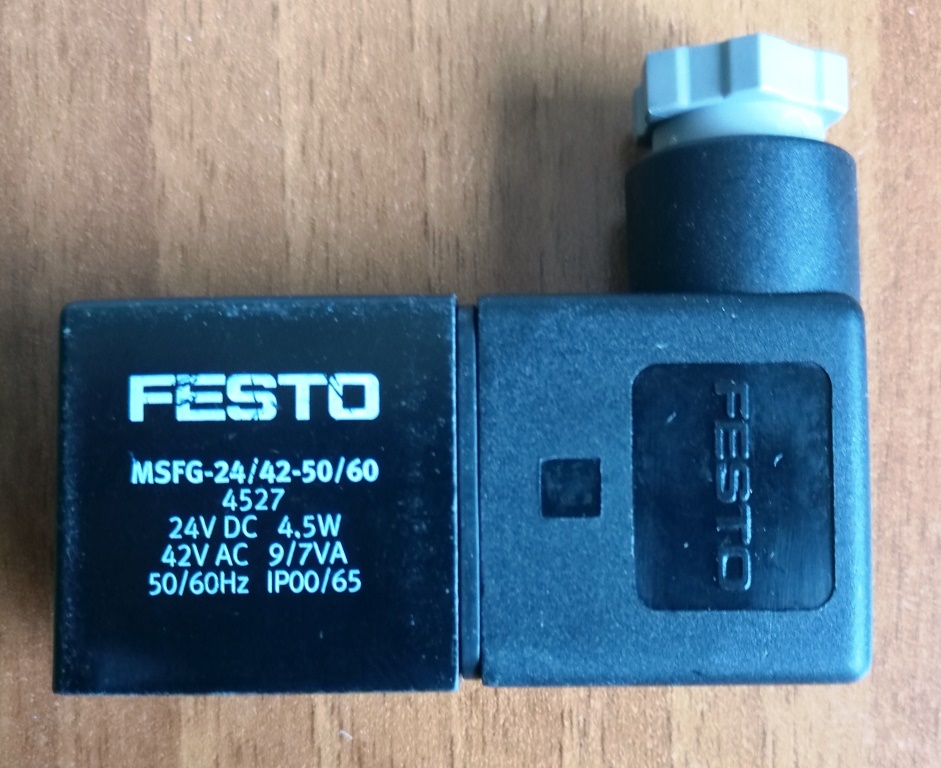 FESTO
MSFG-24/42-50/60
4527
24V DC 4.5W
42V AC 9/7VA
50/60Hz IP00/65
FESTO